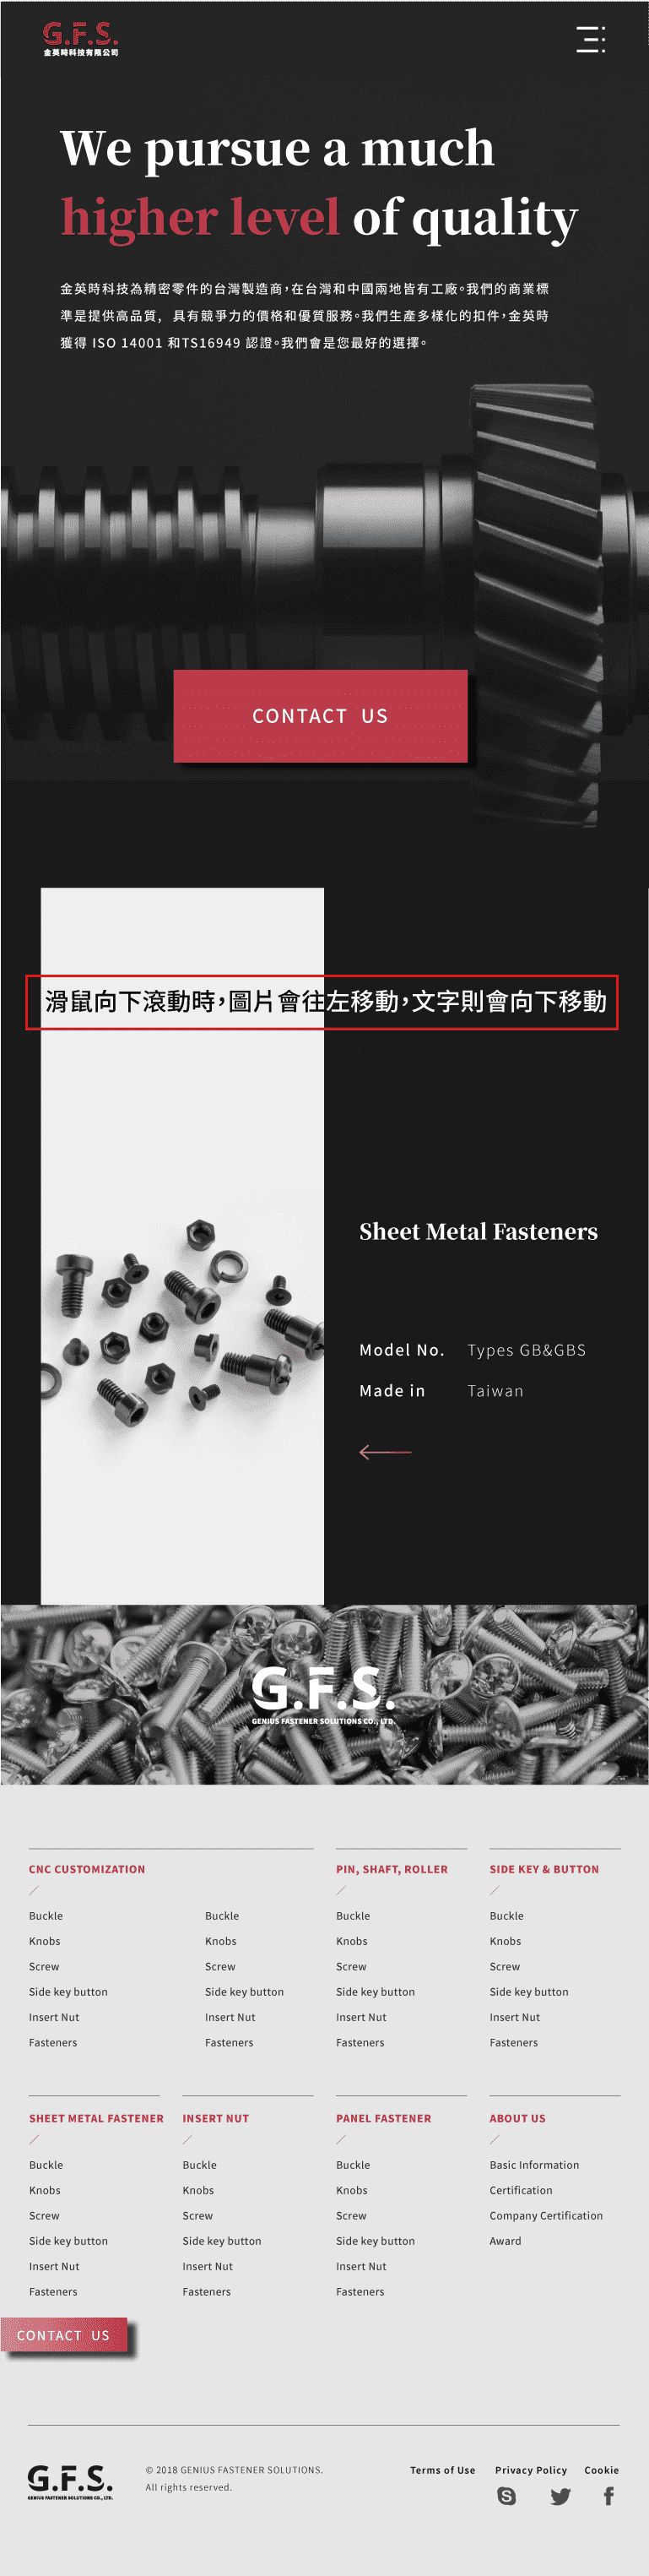 G.F.S.
金英時科技有限公司
We pursue a much
higher level of quality
金英時科技為精密零件的台灣製造商，在台灣和中國兩地皆有工廠。我們的商業標
準是提供高品質，具有競爭力的價格和優質服務。我們生產多樣化的扣件，金英時
獲得 ISO 14001 和TS16949 認證。我們會是您最好的選擇。
CONTACT US
滑鼠向下滾動時，圖片會往左移動，文字則會向下移動
Sheet Metal Fasteners
Model No. Types GB&GBS
Made in Taiwan
G.F.S.
GENIUS FASTENER SOLUTIONS CO., LTD.
CNC CUSTOMIZATION
Buckle
Knobs
Screw
Side key button
Insert Nut
Fasteners
Buckle
Knobs
Screw
Side key button
Insert Nut
Fasteners
PIN, SHAFT, ROLLER
Buckle
Knobs
Screw
Side key button
Insert Nut
Fasteners
SIDE KEY & BUTTON
Buckle
Knobs
Screw
Side key button
Insert Nut
Fasteners
SHEET METAL FASTENER
Buckle
Knobs
Screw
Side key button
Insert Nut
Fasteners
INSERT NUT
Buckle
Knobs
Screw
Side key button
Insert Nut
Fasteners
PANEL FASTENER
Buckle
Knobs
Screw
Side key button
Insert Nut
Fasteners
ABOUT US
Basic Information
Certification
Company Certification
Award
CONTACT US
G.F.S.
GENIUS FASTENER SOLUTIONS CO., LTD.
© 2018 GENIUS FASTENER SOLUTIONS.
All rights reserved.
Terms of Use Privacy Policy Cookie